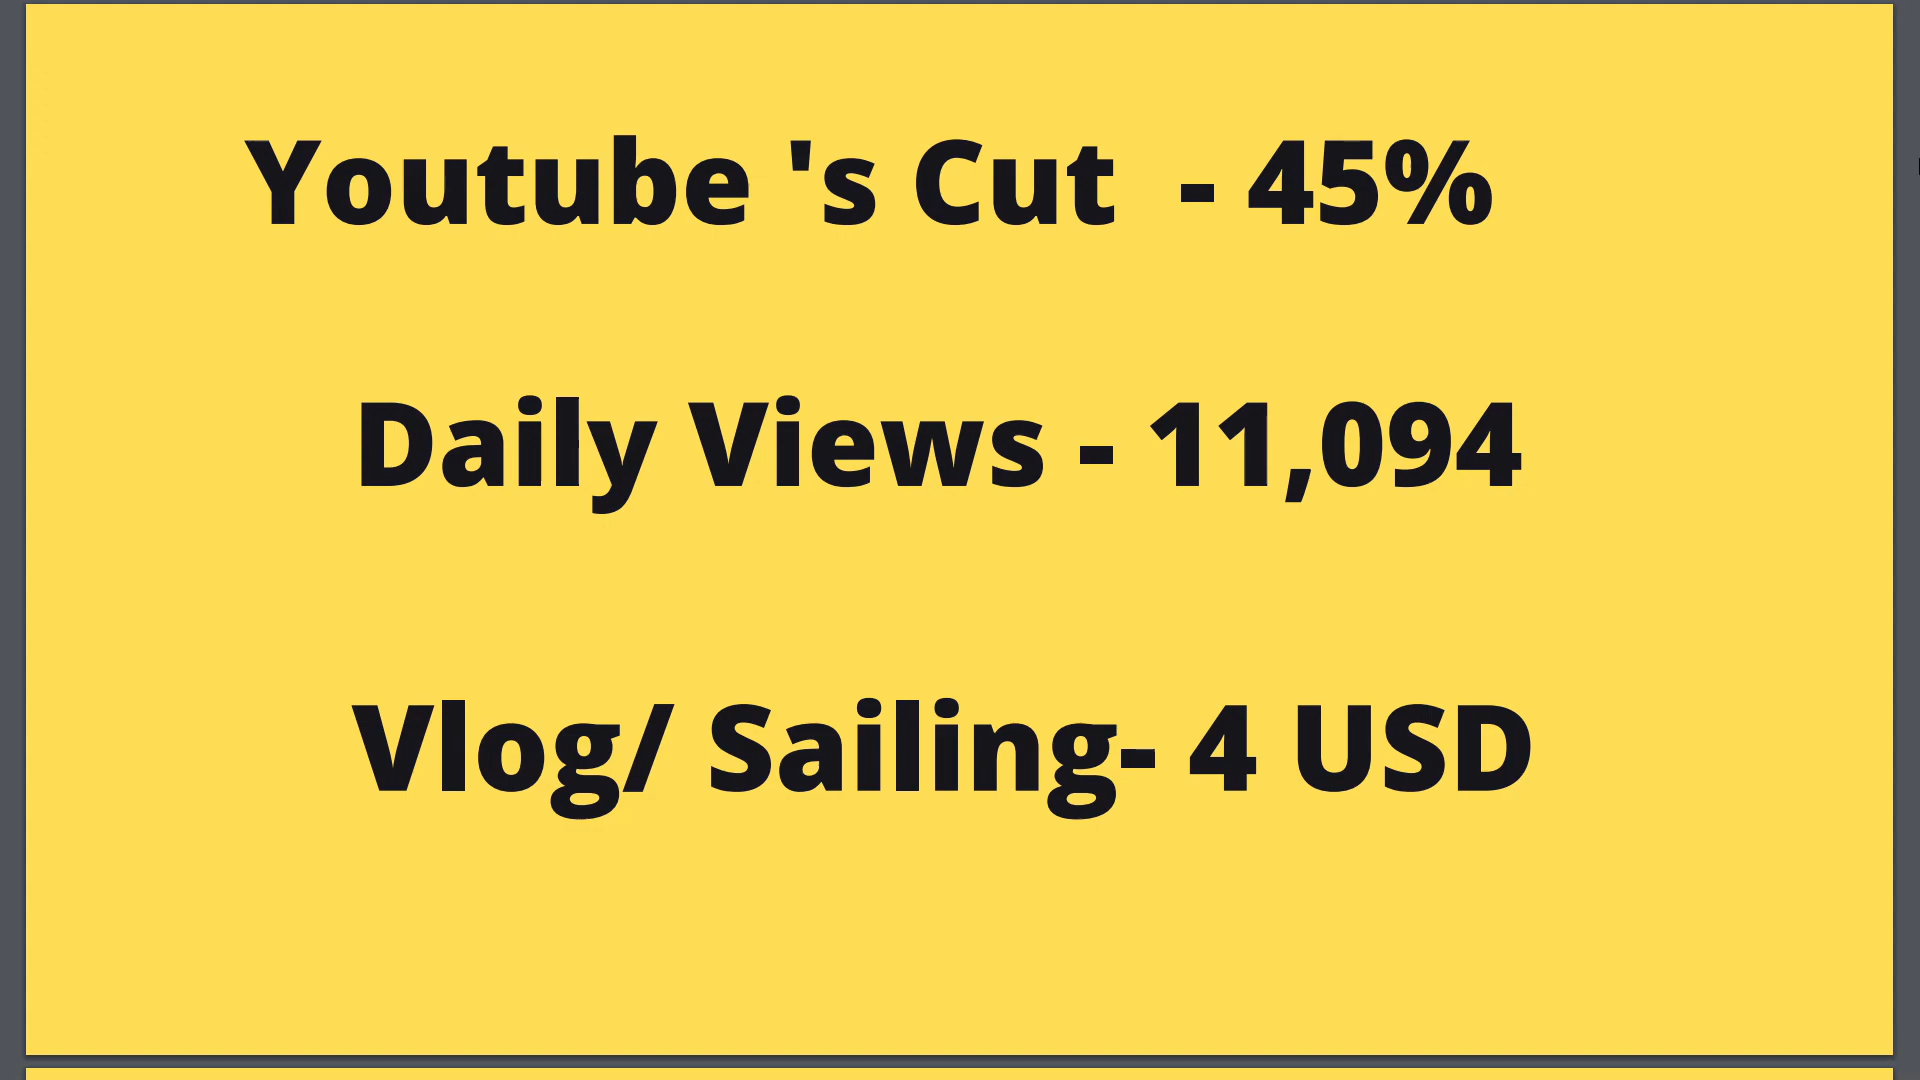 Youtube 's Cut  - 45%
Daily Views - 11,094
Vlog/ Sailing- 4 USD